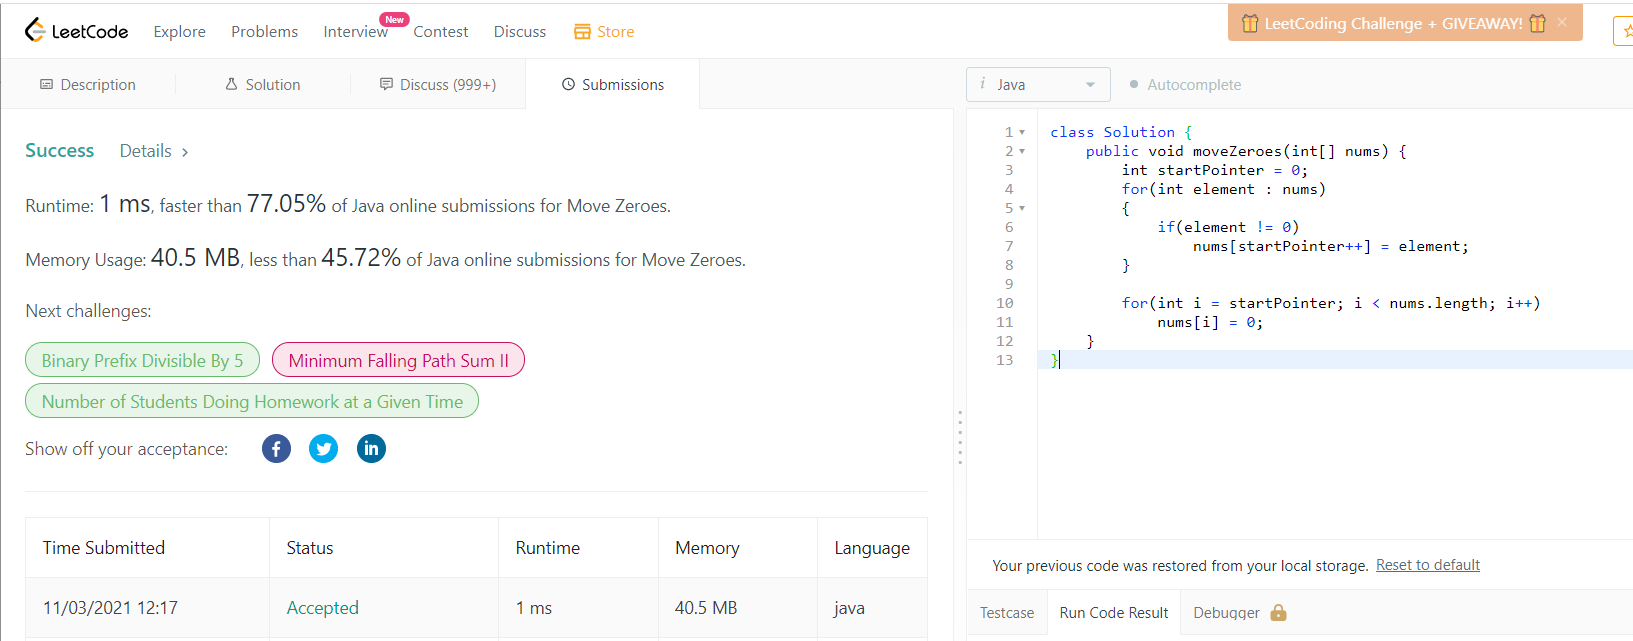 LeetCode Explore Problems Interview New Contest Discuss Store
LeetCoding Challenge + GIVEAWAY! ×
Description Solution Discuss (999+) Submissions
i Java Autocomplete
Success Details >
Runtime: 1 ms, faster than 77.05% of Java online submissions for Move Zeroes.
Memory Usage: 40.5 MB, less than 45.72% of Java online submissions for Move Zeroes.
Next challenges:
Binary Prefix Divisible By 5 Minimum Falling Path Sum II
Number of Students Doing Homework at a Given Time
Show off your acceptance: f in
Time Submitted Status Runtime Memory Language
11/03/2021 12:17 Accepted 1 ms 40.5 MB java
1 class Solution {
2 public void moveZeroes(int[] nums) {
3 int startPointer = 0;
4 for(int element : nums)
5 {
6 if(element != 0)
7 nums[startPointer++] = element;
8 }
9
10 for(int i = startPointer; i < nums.length; i++)
11 nums[i] = 0;
12 }
13 }
Your previous code was restored from your local storage. Reset to default
Testcase Run Code Result Debugger